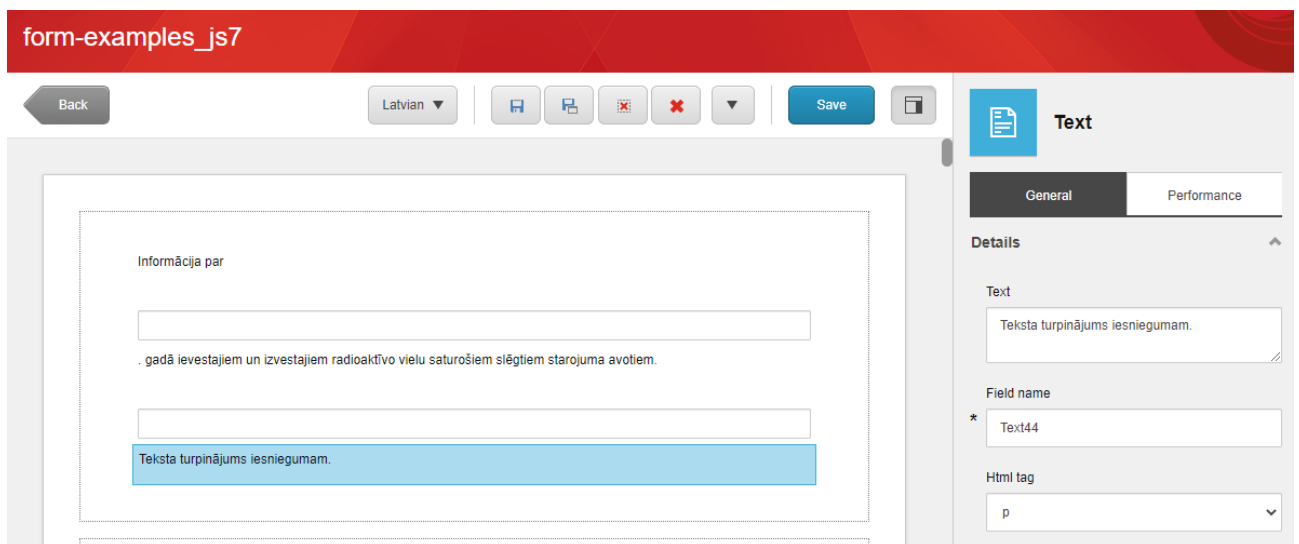 form-examples_js7
Back
Latvian
Save
Text
General
Performance
Details
Informācija par
. gadā ievestajiem un izvestajiem radioaktīvo vielu saturošiem slēgtiem starojuma avotiem.
Teksta turpinājums iesniegumam.
Text
Teksta turpinājums iesniegumam.
Field name
*
Text44
Html tag
p